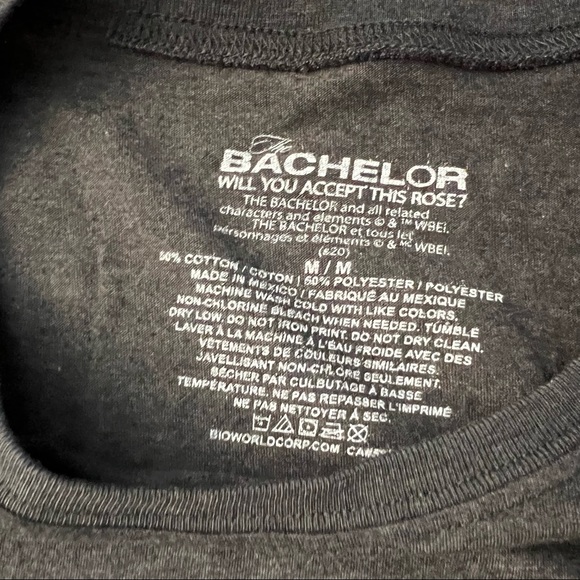 The
BACHELOR
WILL YOU ACCEPT THIS ROSE?
THE BACHELOR and all related
characters and elements © & ™ WBEI.
THE BACHELOR et tous les
personnages et éléments © & MC WBEI.
(s20)
M / M
COTTON / COTON | 60% POLYESTER / POLYESTER
MADE IN MEXICO / FABRIQUÉ AU MEXIQUE
MACHINE WASH COLD WITH LIKE COLORS.
NON-CHLORINE BLEACH WHEN NEEDED. TUMBLE
DRY LOW. DO NOT IRON PRINT. DO NOT DRY CLEAN.
LAVER À LA MACHINE À L'EAU FROIDE AVEC DES
VÊTEMENTS DE COULEURS SIMILAIRES.
JAVELLISANT NON-CHLORE SEULEMENT.
SÉCHER PAR CULBUTAGE À BASSE
TEMPÉRATURE. NE PAS REPASSER L'IMPRIMÉ
NE PAS NETTOYER À SEC.
BIOWORLDCORP.COM